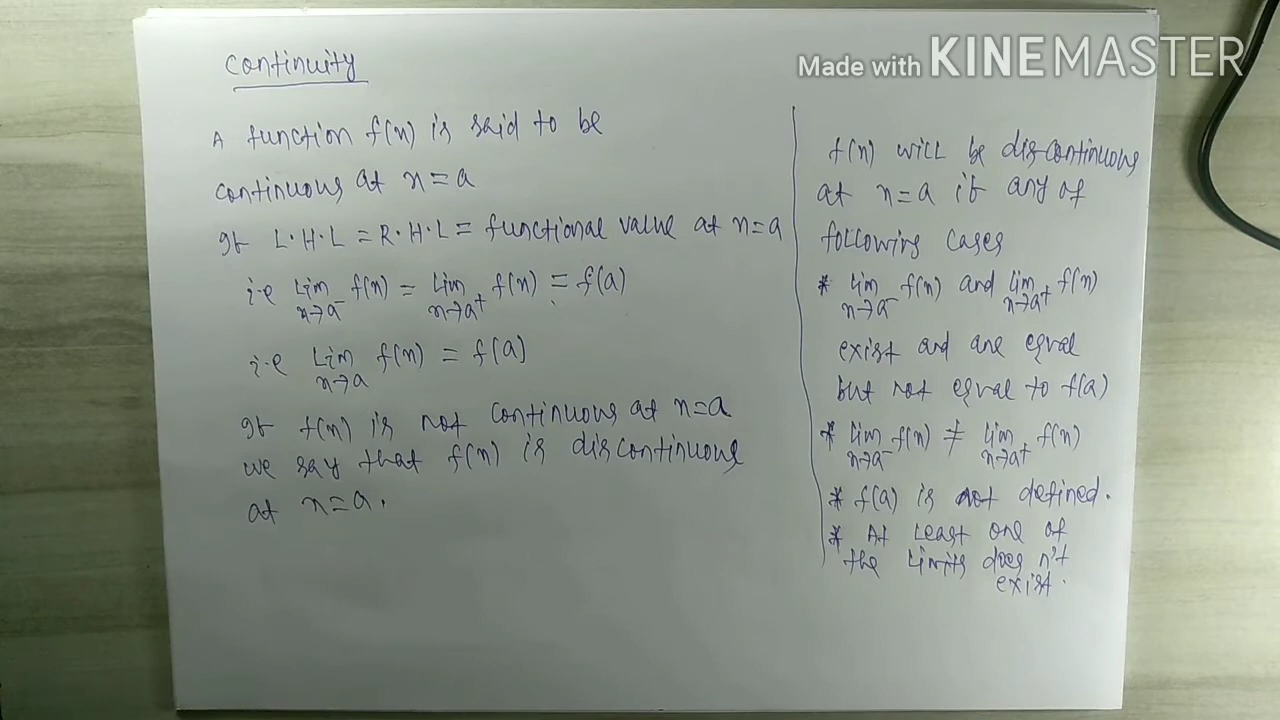 Made with KINEMASTER
Continuity
A function f(x) is said to be
continuous at x = a
If L.H.L = R.H.L = functional value at x = a
i.e Lim x→a⁻ f(x) = Lim x→a⁺ f(x) = f(a)
i.e Lim x→a f(x) = f(a)
If f(x) is not continuous at x = a
we say that f(x) is discontinuous
at x = a.
f(x) will be dis-continuous
at x = a if any of
following cases
* lim x→a⁻ f(x) and lim x→a⁺ f(x)
exist and are equal
but not equal to f(a)
* lim x→a⁻ f(x) ≠ lim x→a⁺ f(x)
* f(a) is not defined.
* At Least one of
the Limits does n't
exist.